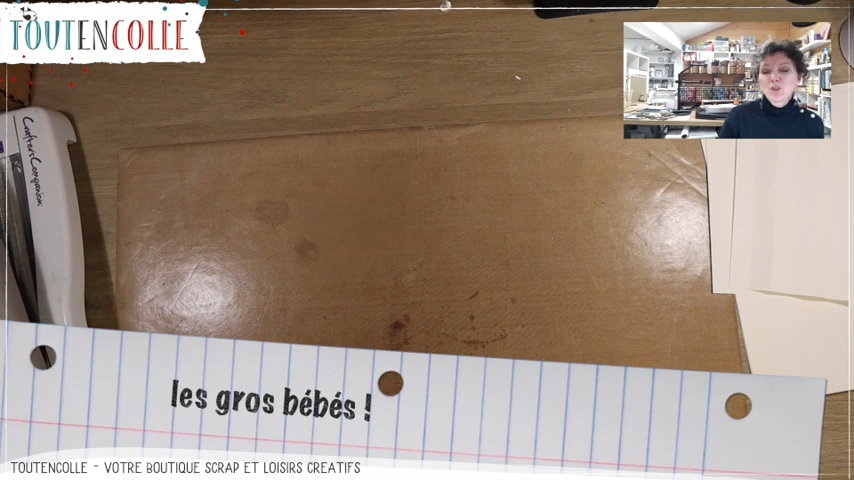 TOUTENCOLLE
Crafter's Companion
les gros bébés !
TOUTENCOLLE - VOTRE BOUTIQUE SCRAP ET LOISIRS CREATIFS